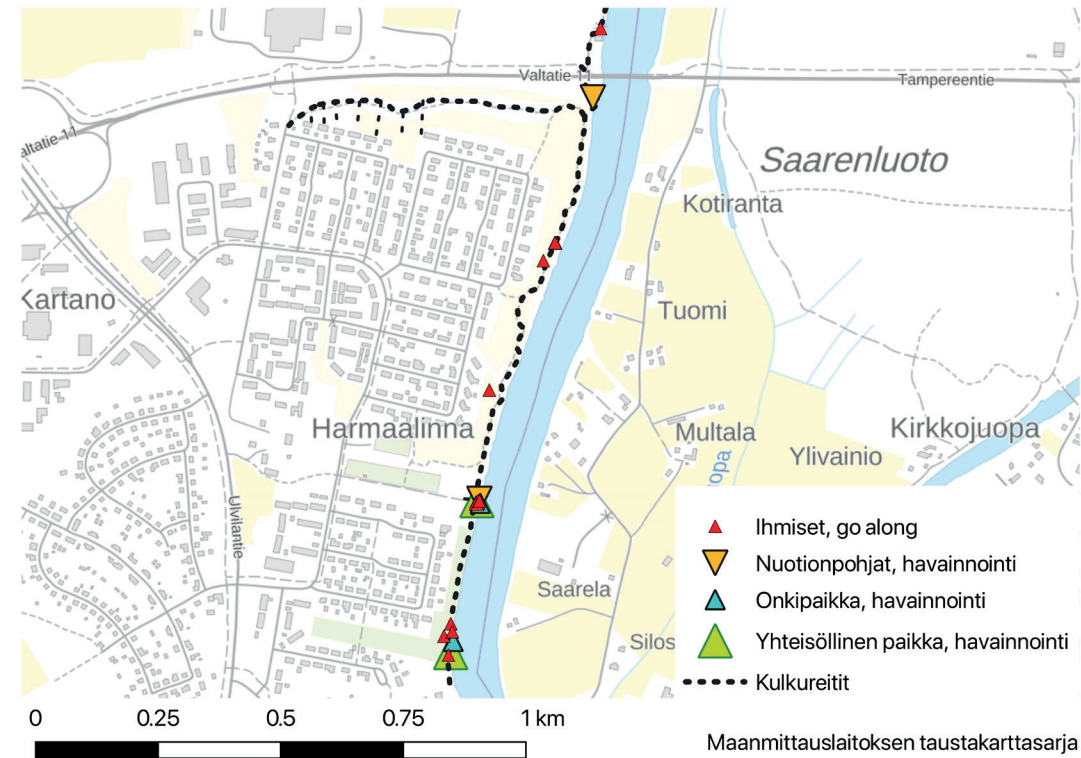 Valtatie 11
Tampereentie
Valtatie 11
Saarenluoto
Kotiranta
Kartano
Tuomi
Harmaalinna
Multala
Kirkkojuopa
Ylivainio
Ulvilantie
Saarela
Ihmiset, go along
Nuotionpohjat, havainnointi
Onkipaikka, havainnointi
Yhteisöllinen paikka, havainnointi
Kulkureitit
0 0.25 0.5 0.75 1 km
Maanmittauslaitoksen taustakarttasarja